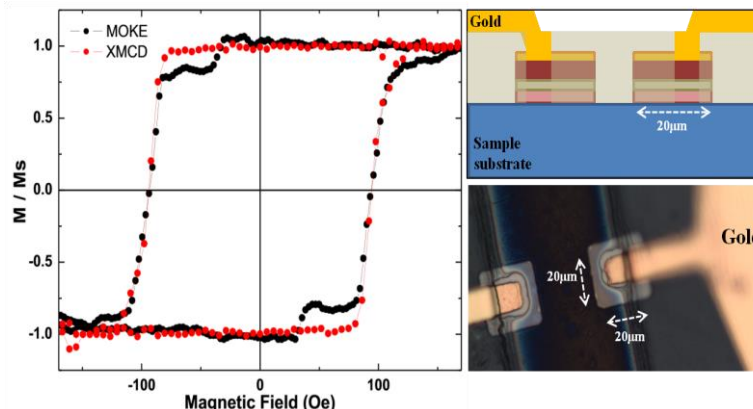 MOKE
XMCD
1.0
0.5
0.0
-0.5
-1.0
M / Ms
-100
0
100
Magnetic Field (Oe)
Gold
20µm
Sample
substrate
Gold
20µm
20µm